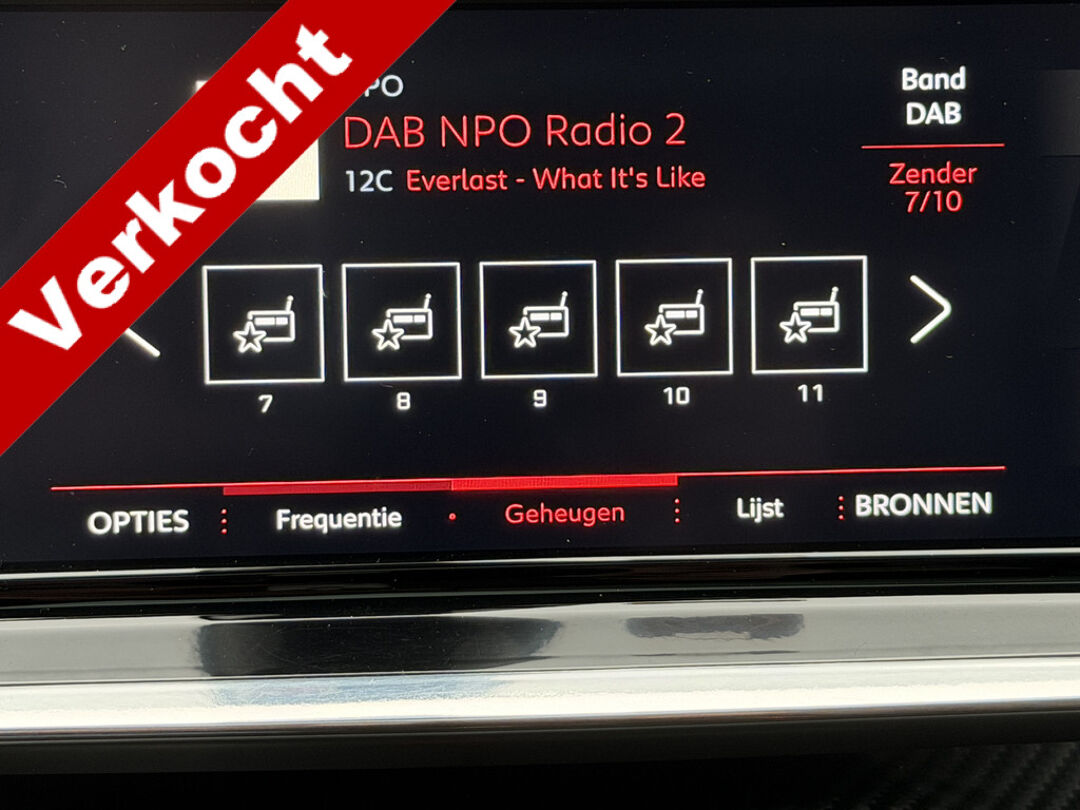 Verkocht
PO
DAB NPO Radio 2
12C Everlast - What It's Like
Band
DAB
Zender
7/10
7
8
9
10
11
OPTIES
Frequentie
Geheugen
Lijst
BRONNEN